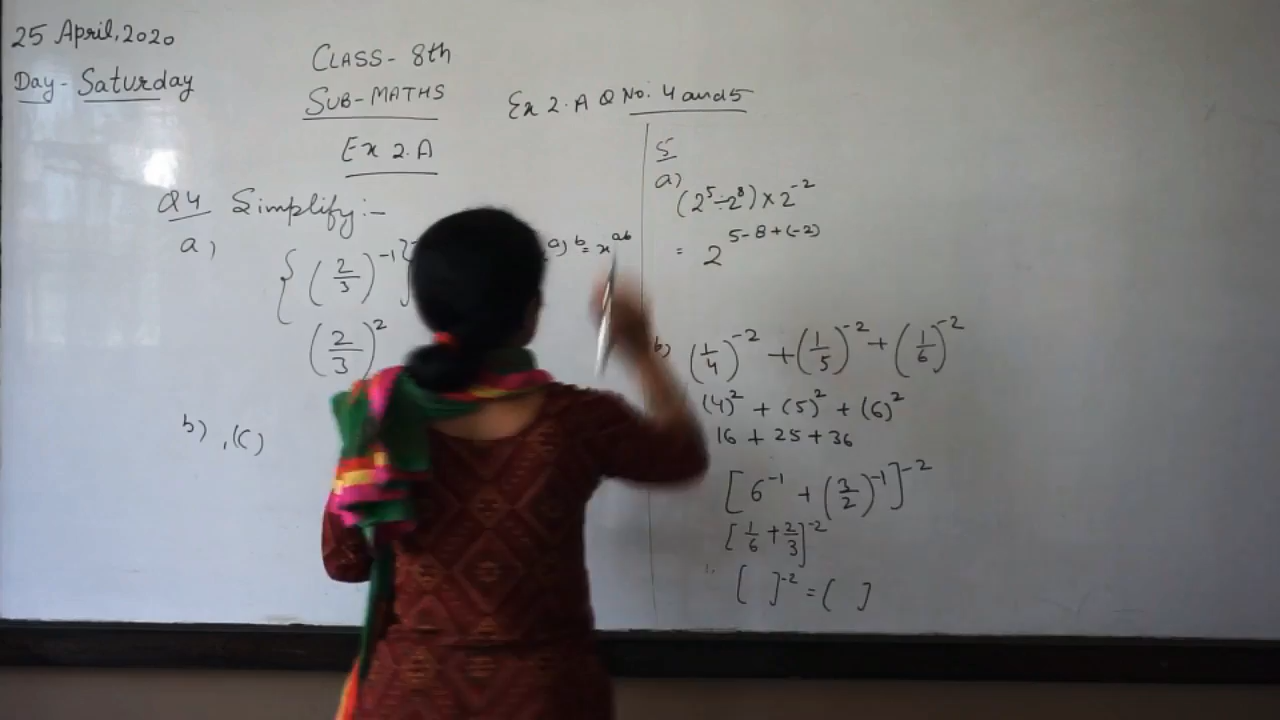 25 April, 2020
Day - Saturday
CLASS - 8th
SUB - MATHS
Ex 2.A
Ex 2.A Q No. 4 and 5
Q4 Simplify :-
a)
{(2/3)^-1}
(2/3)^2
a)^b = x^ab
b) , (c)
5
a)
(2^5 ÷ 2^8) × 2^-2
= 2^5-8+(-2)
b) (1/4)^-2 + (1/5)^-2 + (1/6)^-2
(4)^2 + (5)^2 + (6)^2
16 + 25 + 36
[6^-1 + (3/2)^-1]^-2
[1/6 + 2/3]^-2
[ ]^-2 = ( ]